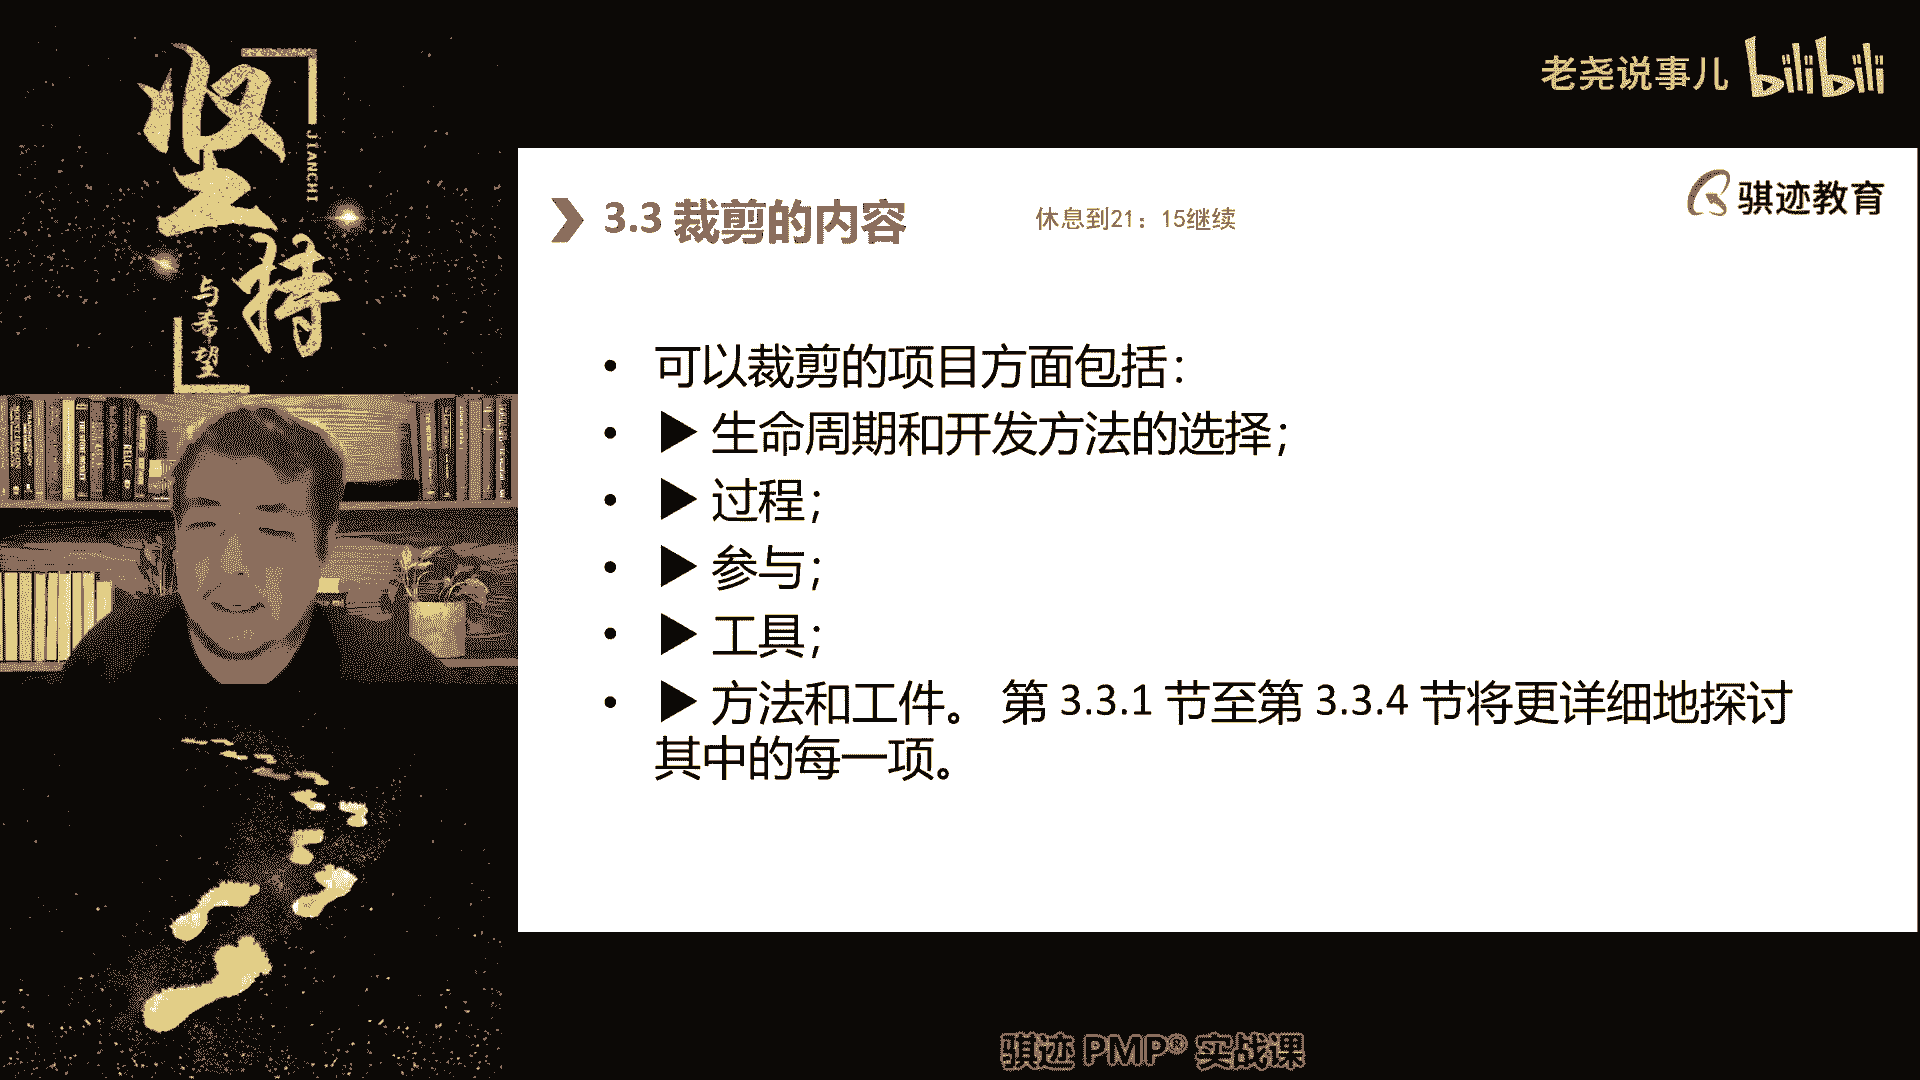 坚持
JIANCHI
与希望
老尧说事儿 bilibili
骐迹教育
3.3 裁剪的内容
休息到21：15继续
• 可以裁剪的项目方面包括：
• ▶ 生命周期和开发方法的选择；
• ▶ 过程；
• ▶ 参与；
• ▶ 工具；
• ▶ 方法和工件。 第 3.3.1 节至第 3.3.4 节将更详细地探讨
其中的每一项。
骐迹 PMP® 实战课